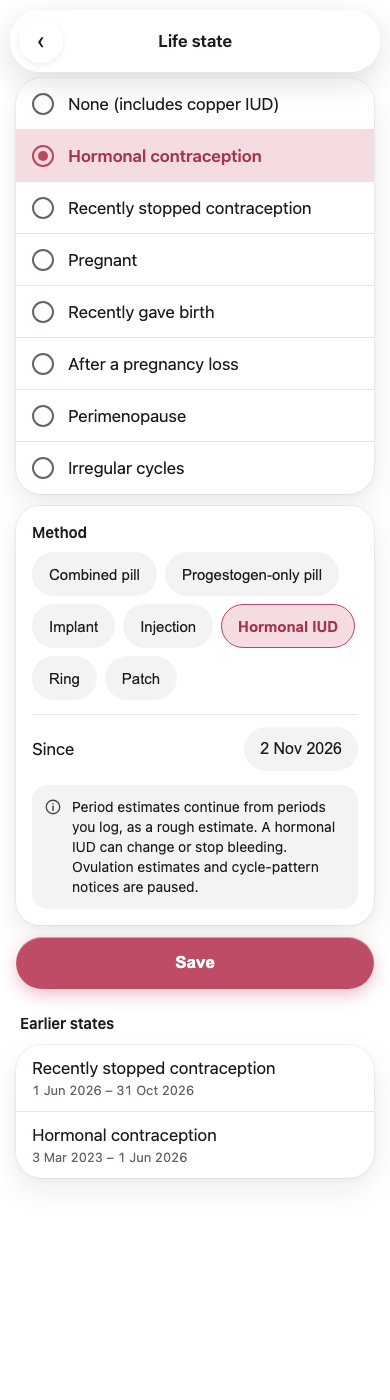 ‹
Life state
None (includes copper IUD)
Hormonal contraception
Recently stopped contraception
Pregnant
Recently gave birth
After a pregnancy loss
Perimenopause
Irregular cycles
Method
Combined pill
Progestogen-only pill
Implant
Injection
Hormonal IUD
Ring
Patch
Since
2 Nov 2026
Period estimates continue from periods
you log, as a rough estimate. A hormonal
IUD can change or stop bleeding.
Ovulation estimates and cycle-pattern
notices are paused.
Save
Earlier states
Recently stopped contraception
1 Jun 2026 – 31 Oct 2026
Hormonal contraception
3 Mar 2023 – 1 Jun 2026